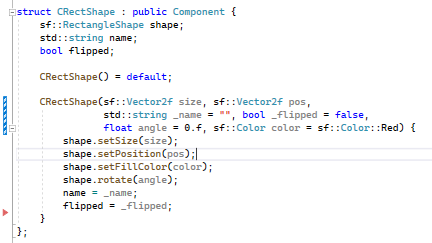 struct CRectShape : public Component {
sf::RectangleShape shape;
std::string name;
bool flipped;
CRectShape() = default;
CRectShape(sf::Vector2f size, sf::Vector2f pos,
std::string _name = "", bool _flipped = false,
float angle = 0.f, sf::Color color = sf::Color::Red) {
shape.setSize(size);
shape.setPosition(pos);
shape.setFillColor(color);
shape.rotate(angle);
name = _name;
flipped = _flipped;
}
};